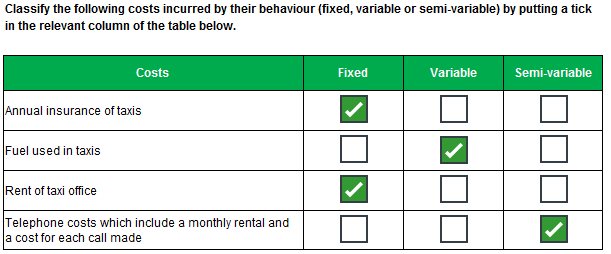 Classify the following costs incurred by their behaviour (fixed, variable or semi-variable) by putting a tick
in the relevant column of the table below.
Costs Fixed Variable Semi-variable
Annual insurance of taxis
Fuel used in taxis
Rent of taxi office
Telephone costs which include a monthly rental and
a cost for each call made